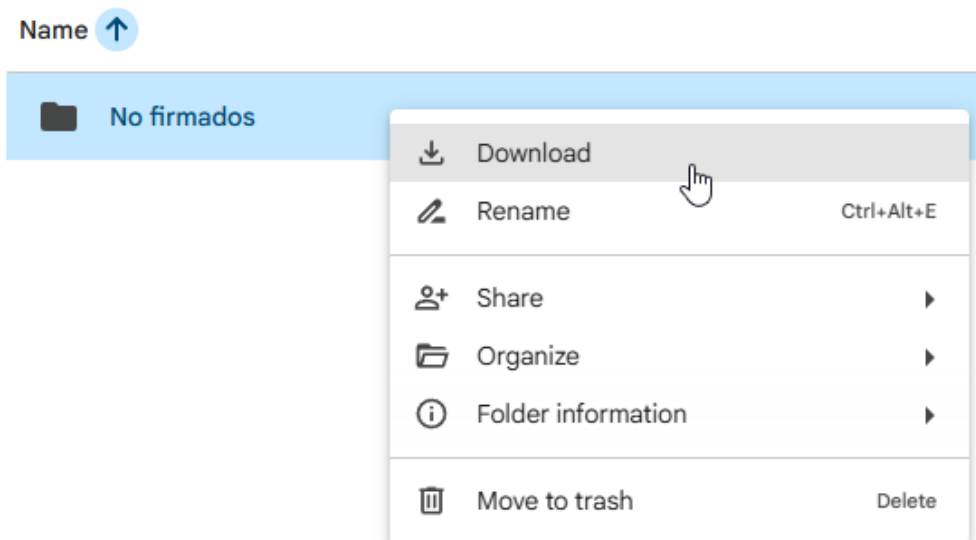 Name
No firmados
Download
Rename Ctrl+Alt+E
Share
Organize
Folder information
Move to trash Delete